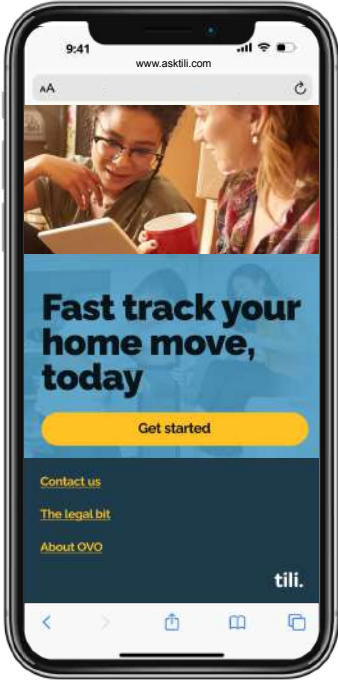 9:41
www.asktili.com
AA
Fast track your
home move,
today
Get started
Contact us
The legal bit
About OVO
tili.